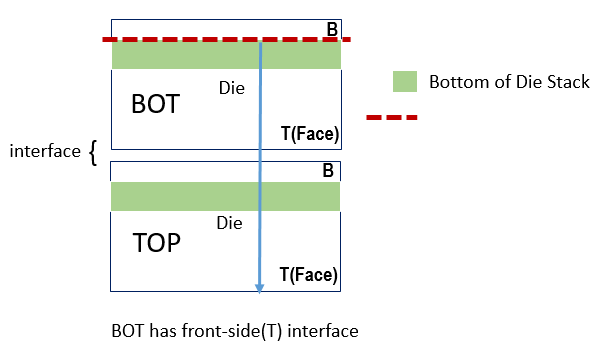 B
Die
BOT
T(Face)
interface {
B
Die
TOP
T(Face)
Bottom of Die Stack
BOT has front-side(T) interface